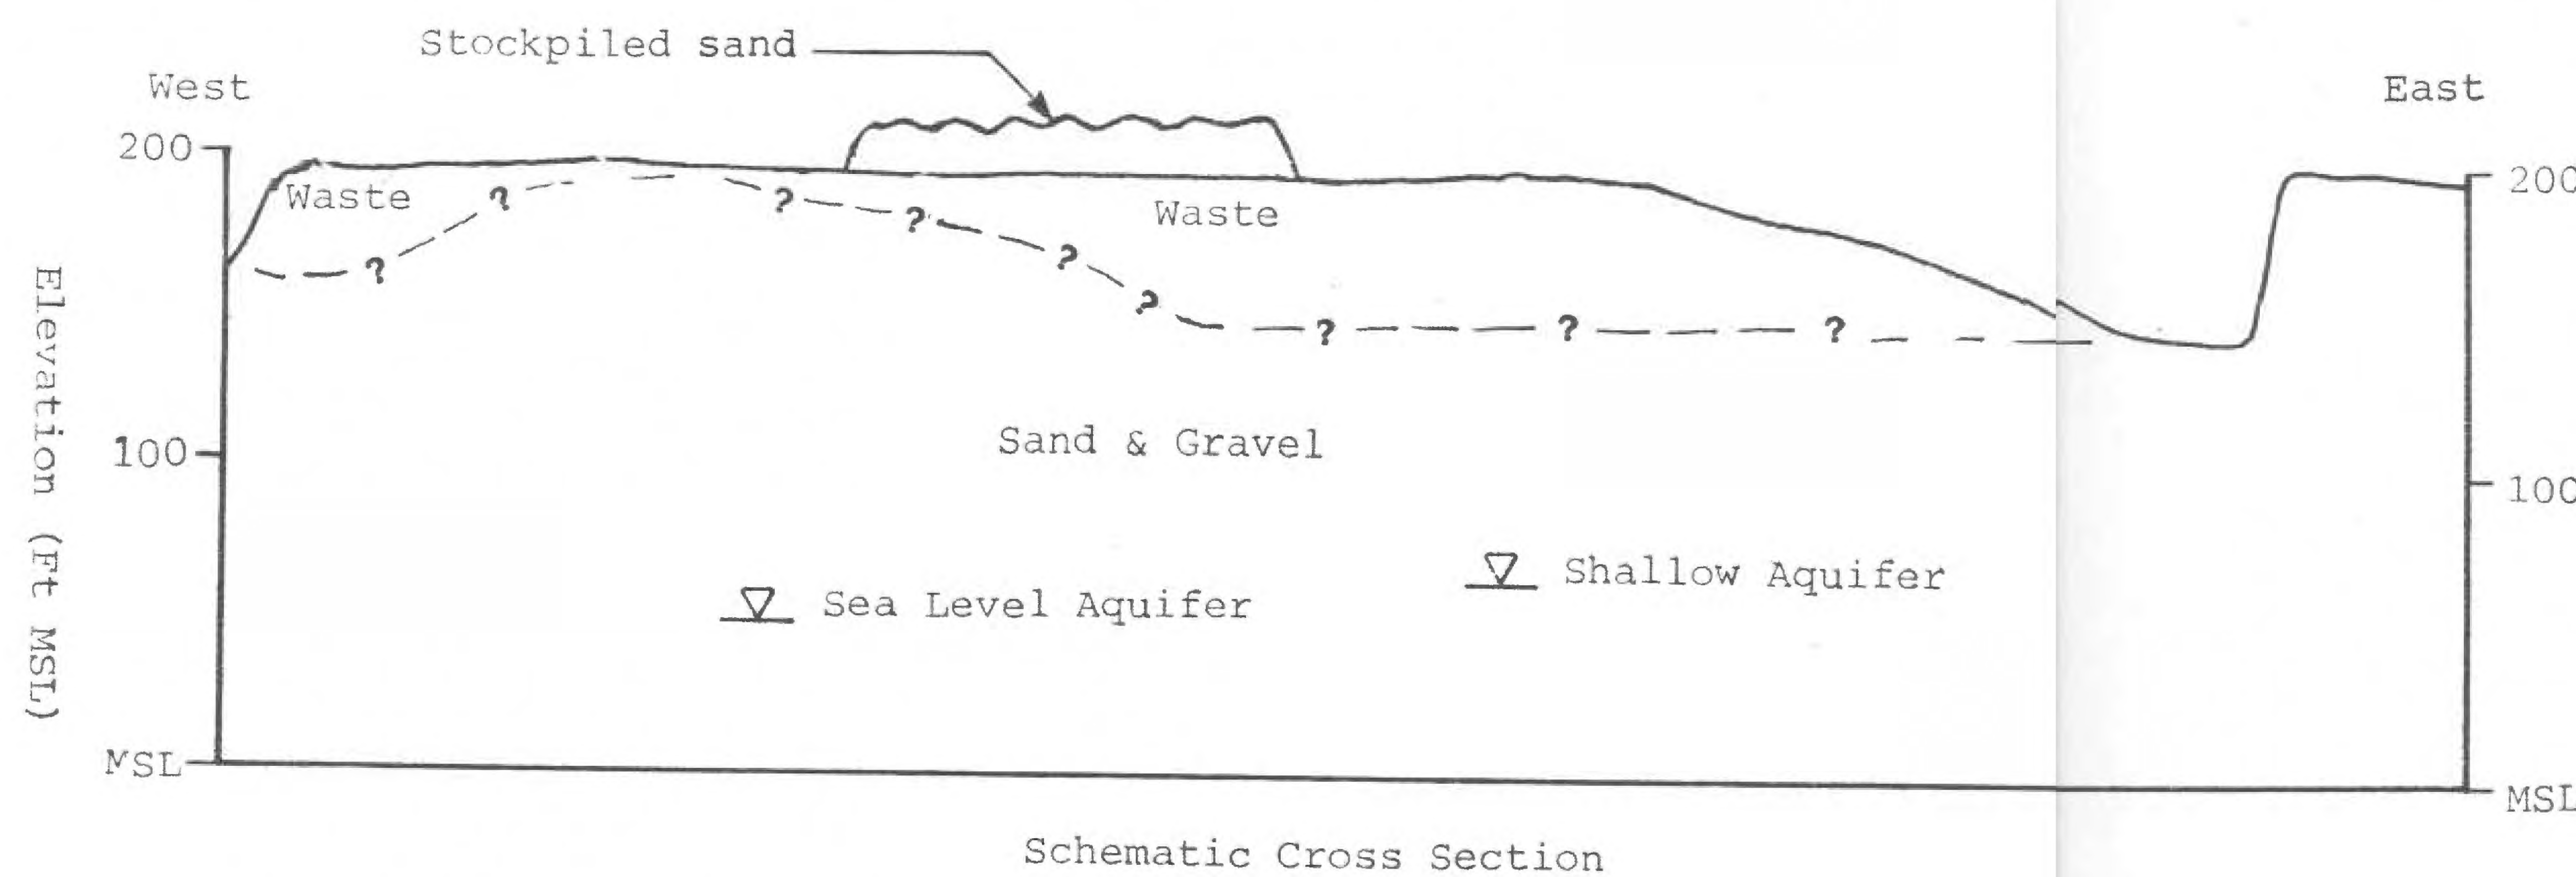 Stockpiled sand
West
East
200
200
Waste
Waste
?
?
?
?
?
?
?
?
?
Elevation (Ft MSL)
100
Sand & Gravel
100
Shallow Aquifer
Sea Level Aquifer
MSL
MSL
Schematic Cross Section